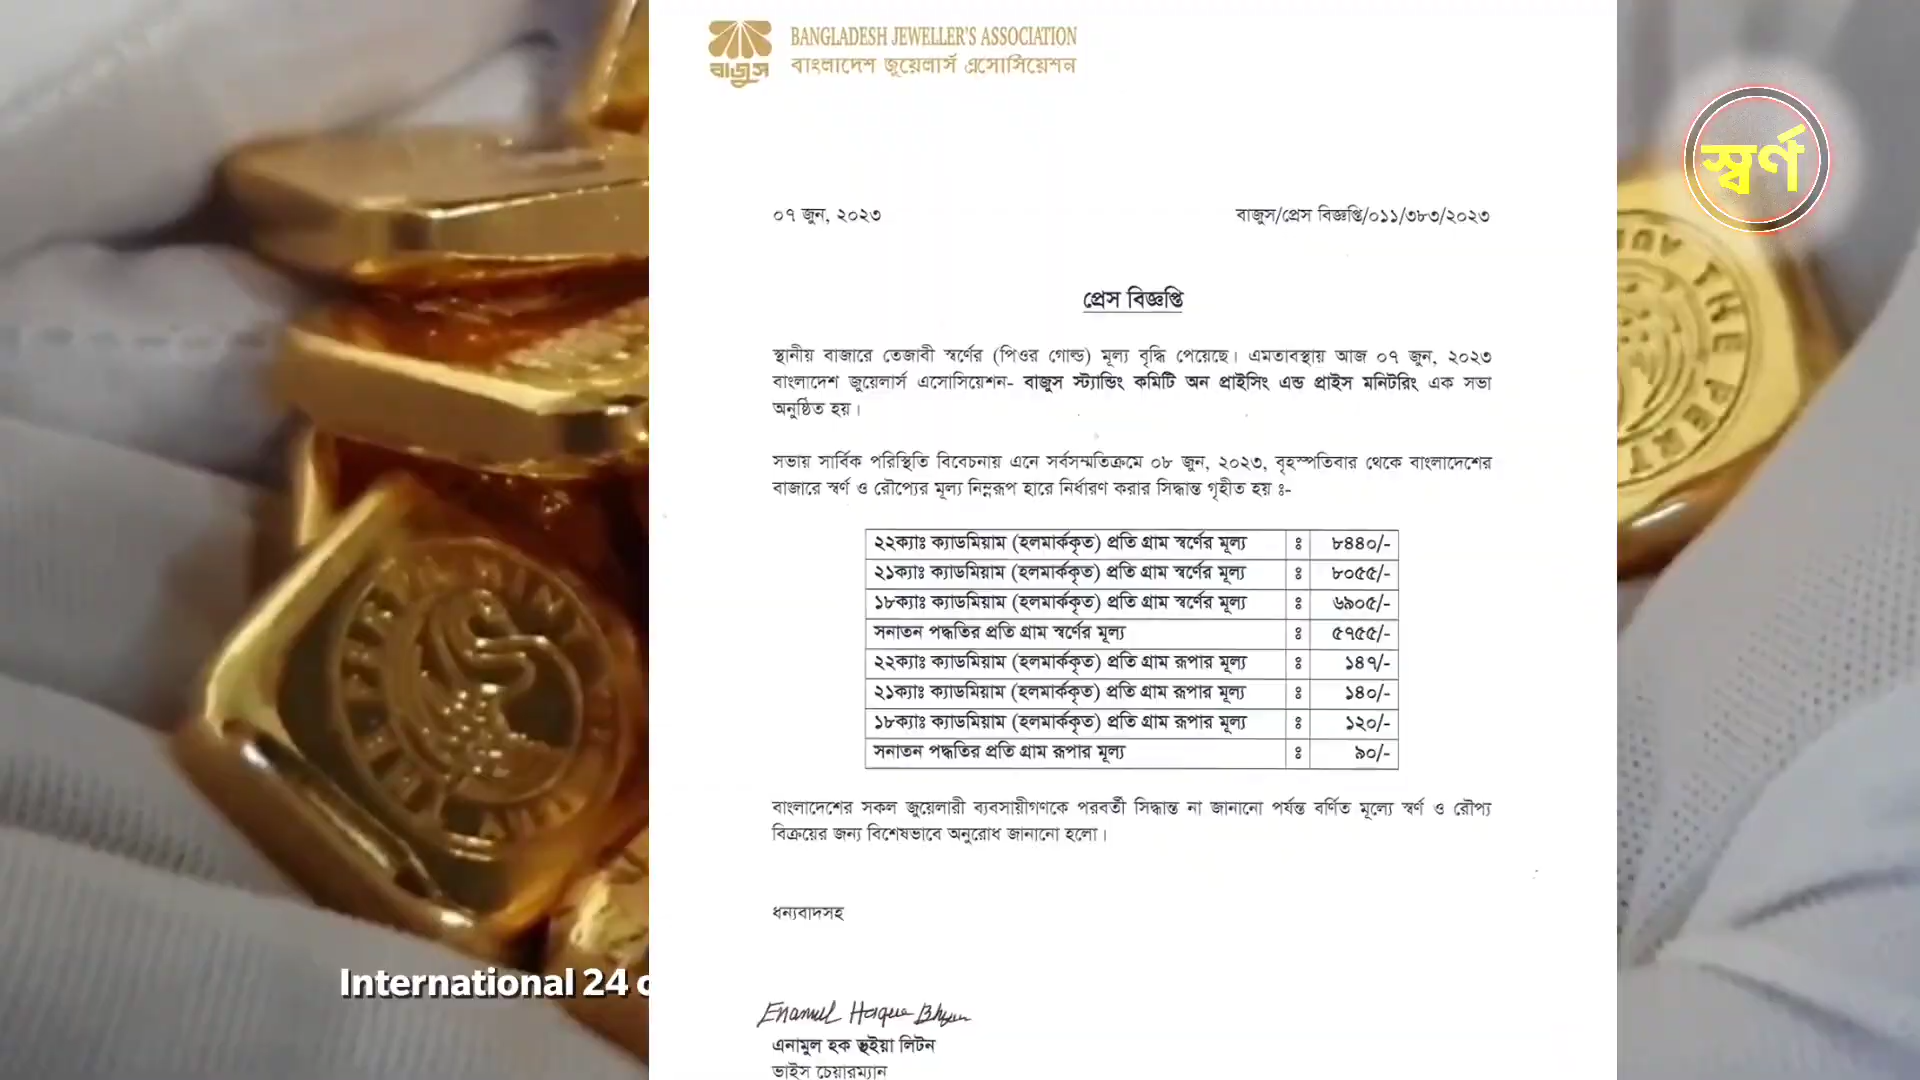 BANGLADESH JEWELLER'S ASSOCIATION
বাজুস
বাংলাদেশ জুয়েলার্স এসোসিয়েশন
স্বর্ণ
০৭ জুন, ২০২৩
বাজুস/প্রেস বিজ্ঞপ্তি/০১১/৩৮৩/২০২৩
প্রেস বিজ্ঞপ্তি
স্থানীয় বাজারে তেজাবী স্বর্ণের (পিওর গোল্ড) মূল্য বৃদ্ধি পেয়েছে। এমতাবস্থায় আজ ০৭ জুন, ২০২৩
বাংলাদেশ জুয়েলার্স এসোসিয়েশন- বাজুস স্ট্যান্ডিং কমিটি অন প্রাইসিং এন্ড প্রাইস মনিটরিং এক সভা
অনুষ্ঠিত হয়।
সভায় সার্বিক পরিস্থিতি বিবেচনায় এনে সর্বসম্মতিক্রমে ০৮ জুন, ২০২৩, বৃহস্পতিবার থেকে বাংলাদেশের
বাজারে স্বর্ণ ও রৌপ্যের মূল্য নিম্নরূপ হারে নির্ধারণ করার সিদ্ধান্ত গৃহীত হয় ঃ-
২২ক্যাঃ ক্যাডমিয়াম (হলমার্ককৃত) প্রতি গ্রাম স্বর্ণের মূল্য ঃ ৮৪৪০/-
২১ক্যাঃ ক্যাডমিয়াম (হলমার্ককৃত) প্রতি গ্রাম স্বর্ণের মূল্য ঃ ৮০৫৫/-
১৮ক্যাঃ ক্যাডমিয়াম (হলমার্ককৃত) প্রতি গ্রাম স্বর্ণের মূল্য ঃ ৬৯০৫/-
সনাতন পদ্ধতির প্রতি গ্রাম স্বর্ণের মূল্য ঃ ৫৭৫৫/-
২২ক্যাঃ ক্যাডমিয়াম (হলমার্ককৃত) প্রতি গ্রাম রূপার মূল্য ঃ ১৪৭/-
২১ক্যাঃ ক্যাডমিয়াম (হলমার্ককৃত) প্রতি গ্রাম রূপার মূল্য ঃ ১৪০/-
১৮ক্যাঃ ক্যাডমিয়াম (হলমার্ককৃত) প্রতি গ্রাম রূপার মূল্য ঃ ১২০/-
সনাতন পদ্ধতির প্রতি গ্রাম রূপার মূল্য ঃ ৯০/-
বাংলাদেশের সকল জুয়েলারী ব্যবসায়ীগণকে পরবর্তী সিদ্ধান্ত না জানানো পর্যন্ত বর্ণিত মূল্যে স্বর্ণ ও রৌপ্য
বিক্রয়ের জন্য বিশেষভাবে অনুরোধ জানানো হলো।
ধন্যবাদসহ
International 24
Enamul Haque Bhuyan
এনামুল হক ভূইয়া লিটন
ভাইস চেয়ারম্যান
THE PERT